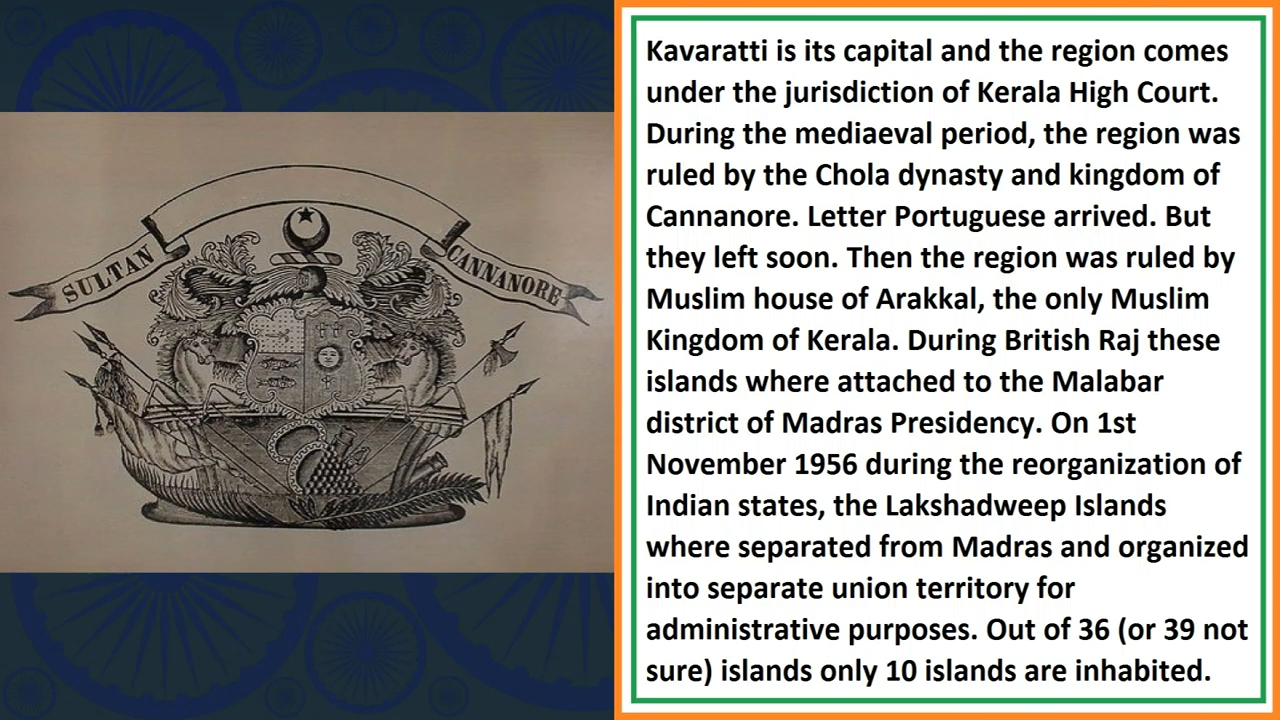 SULTAN
CANNANORE
Kavaratti is its capital and the region comes
under the jurisdiction of Kerala High Court.
During the mediaeval period, the region was
ruled by the Chola dynasty and kingdom of
Cannanore. Letter Portuguese arrived. But
they left soon. Then the region was ruled by
Muslim house of Arakkal, the only Muslim
Kingdom of Kerala. During British Raj these
islands where attached to the Malabar
district of Madras Presidency. On 1st
November 1956 during the reorganization of
Indian states, the Lakshadweep Islands
where separated from Madras and organized
into separate union territory for
administrative purposes. Out of 36 (or 39 not
sure) islands only 10 islands are inhabited.